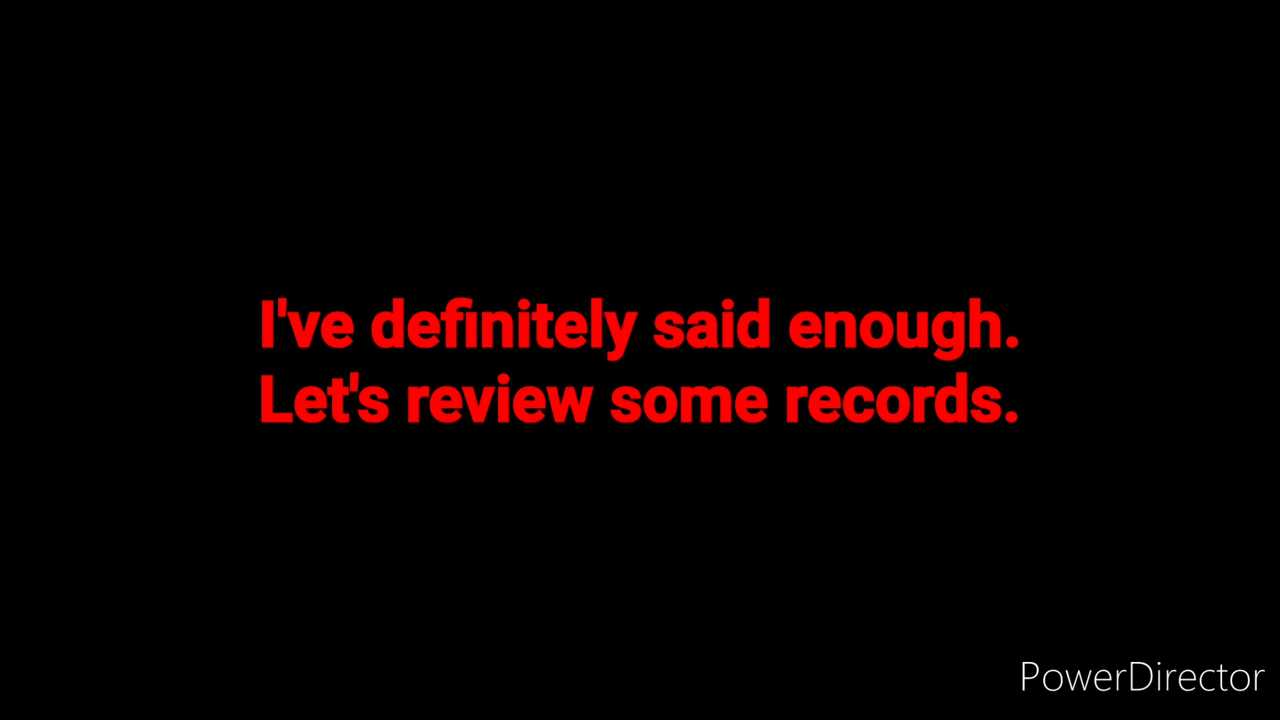 I've definitely said enough.
Let's review some records.
PowerDirector